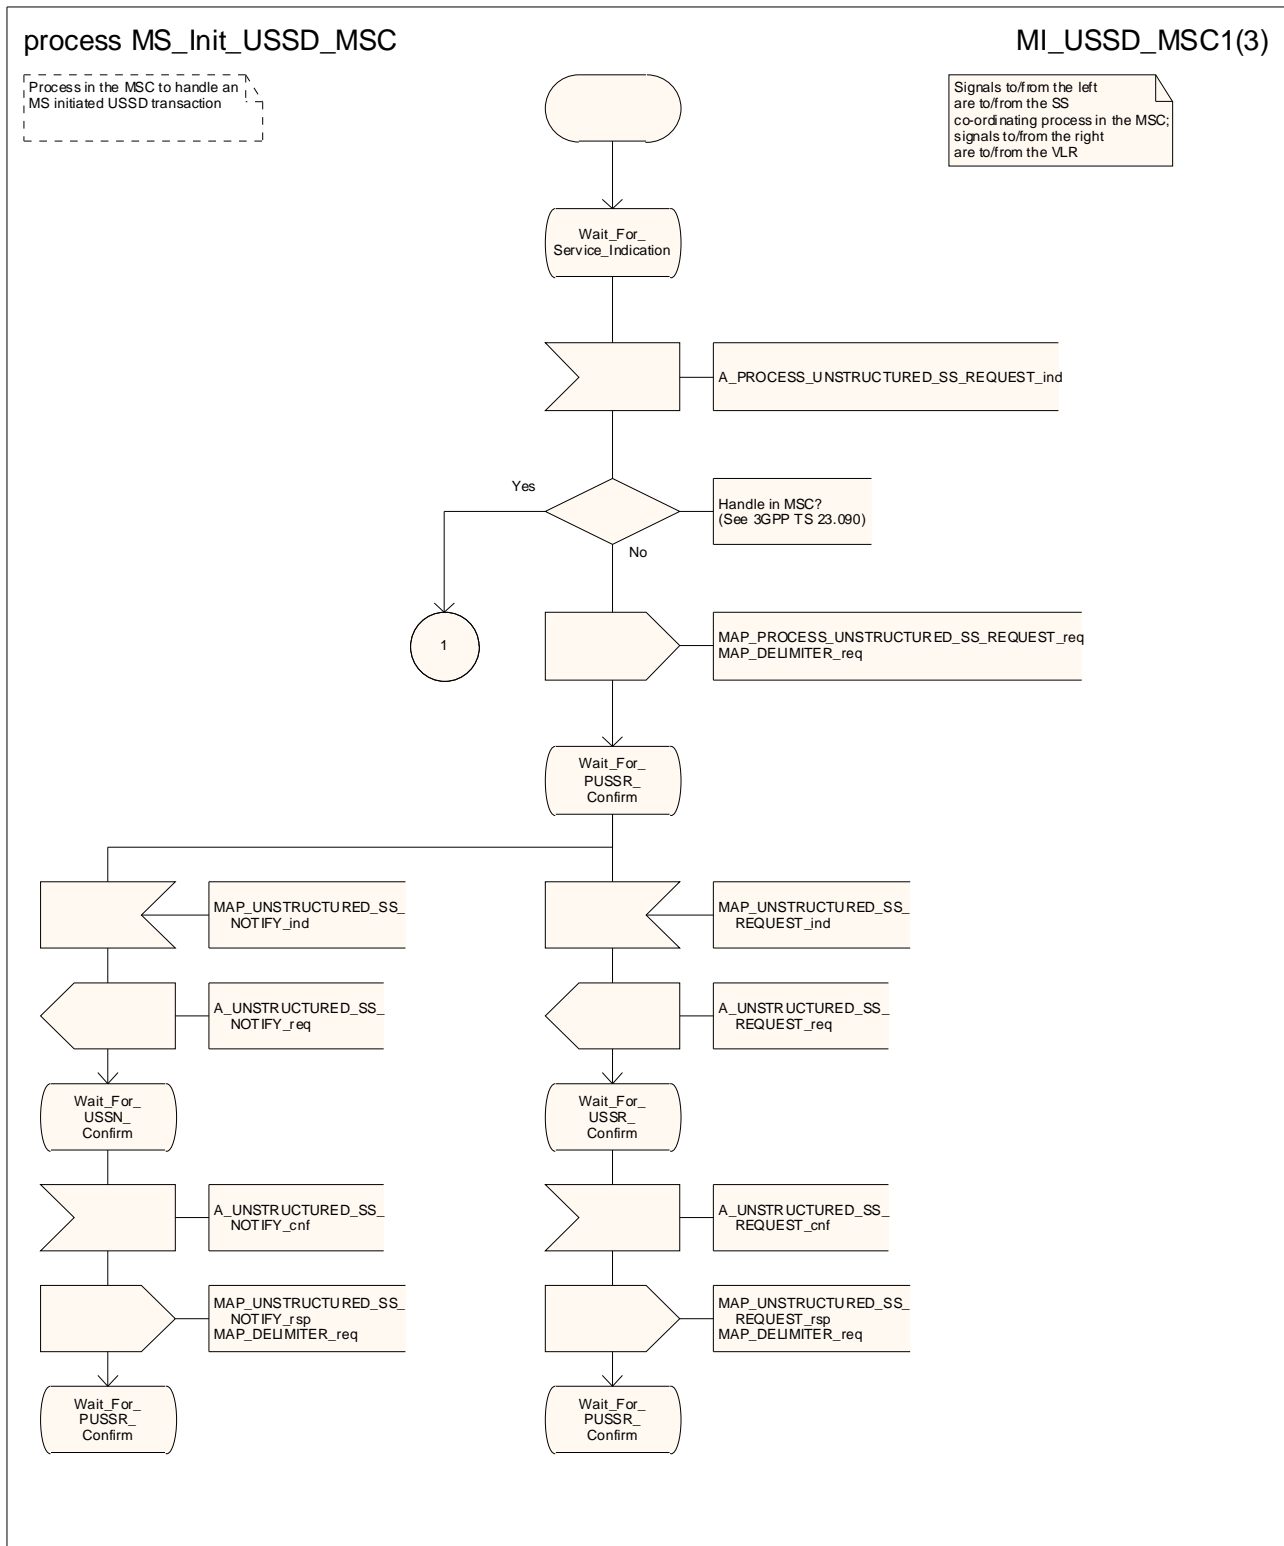 process MS_Init_USSD_MSC
MI_USSD_MSC1(3)
Process in the MSC to handle an
MS initiated USSD transaction
Signals to/from the left
are to/from the SS
co-ordinating process in the MSC;
signals to/from the right
are to/from the VLR
Wait_For_
Service_Indication
A_PROCESS_UNSTRUCTURED_SS_REQUEST_ind
Yes
Handle in MSC?
(See 3GPP TS 23.090)
No
1
MAP_PROCESS_UNSTRUCTURED_SS_REQUEST_req
MAP_DELIMITER_req
Wait_For_
PUSSR_
Confirm
MAP_UNSTRUCTURED_SS_
NOTIFY_ind
MAP_UNSTRUCTURED_SS_
REQUEST_ind
A_UNSTRUCTURED_SS_
NOTIFY_req
A_UNSTRUCTURED_SS_
REQUEST_req
Wait_For_
USSN_
Confirm
Wait_For_
USSR_
Confirm
A_UNSTRUCTURED_SS_
NOTIFY_cnf
A_UNSTRUCTURED_SS_
REQUEST_cnf
MAP_UNSTRUCTURED_SS_
NOTIFY_rsp
MAP_DELIMITER_req
MAP_UNSTRUCTURED_SS_
REQUEST_rsp
MAP_DELIMITER_req
Wait_For_
PUSSR_
Confirm
Wait_For_
PUSSR_
Confirm